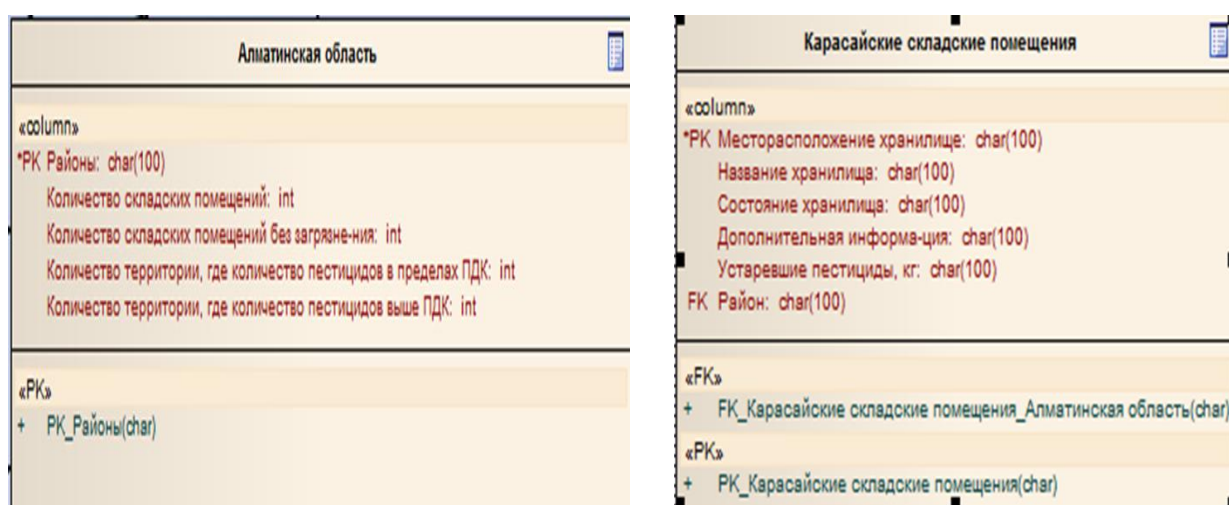 Алматинская область
«column»
*PK Районы: char(100)
Количество складских помещений: int
Количество складских помещений без загрязне-ния: int
Количество территории, где количество пестицидов в пределах ПДК: int
Количество территории, где количество пестицидов выше ПДК: int
«PK»
+ PK_Районы(char)
Карасайские складские помещения
«column»
*PK Месторасположение хранилище: char(100)
Название хранилища: char(100)
Состояние хранилища: char(100)
Дополнительная информа-ция: char(100)
Устаревшие пестициды, кг: char(100)
FK Район: char(100)
«FK»
+ FK_Карасайские складские помещения_Алматинская область(char)
«PK»
+ PK_Карасайские складские помещения(char)